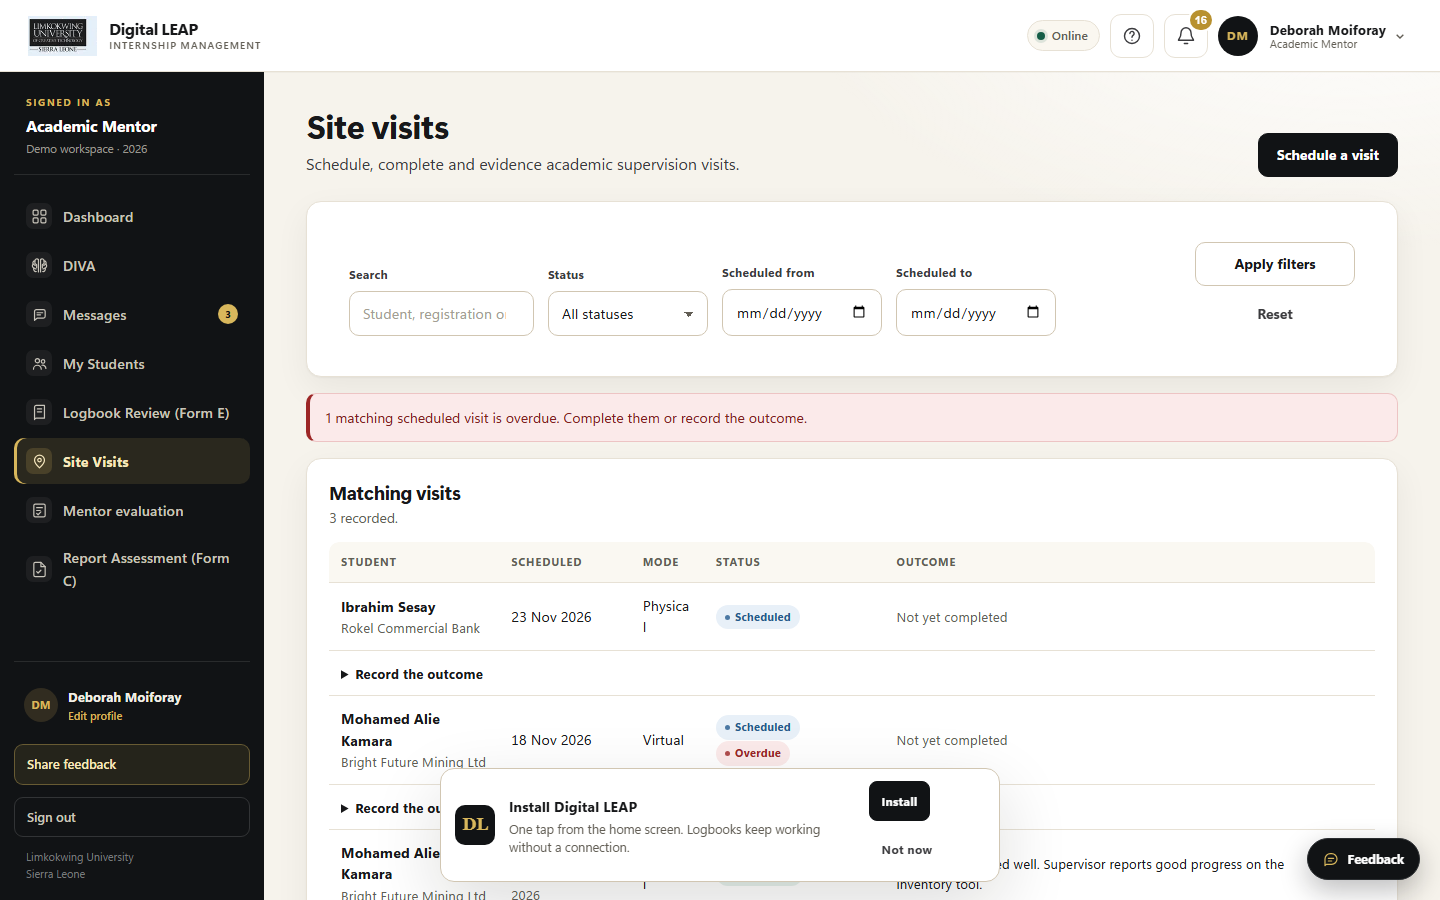 LIMKOKWING
UNIVERSITY
OF CREATIVE TECHNOLOGY
SIERRA LEONE
Digital LEAP
INTERNSHIP MANAGEMENT
Online
16
DM
Deborah Moiforay
Academic Mentor
SIGNED IN AS
Academic Mentor
Demo workspace · 2026
Dashboard
DIVA
Messages
3
My Students
Logbook Review (Form E)
Site Visits
Mentor evaluation
Report Assessment (Form
C)
DM
Deborah Moiforay
Edit profile
Share feedback
Sign out
Limkokwing University
Sierra Leone
Site visits
Schedule, complete and evidence academic supervision visits.
Schedule a visit
Search
Student, registration o
Status
All statuses
Scheduled from
mm/dd/yyyy
Scheduled to
mm/dd/yyyy
Apply filters
Reset
1 matching scheduled visit is overdue. Complete them or record the outcome.
Matching visits
3 recorded.
STUDENT SCHEDULED MODE STATUS OUTCOME
Ibrahim Sesay
Rokel Commercial Bank
23 Nov 2026
Physica
l
Scheduled
Not yet completed
Record the outcome
Mohamed Alie
Kamara
Bright Future Mining Ltd
18 Nov 2026
Virtual
Scheduled
Overdue
Not yet completed
Record the ou
Mohamed Alie
Kamara
Bright Future Mining Ltd
2026
l
ed well. Supervisor reports good progress on the
inventory tool.
DL
Install Digital LEAP
One tap from the home screen. Logbooks keep working
without a connection.
Install
Not now
Feedback